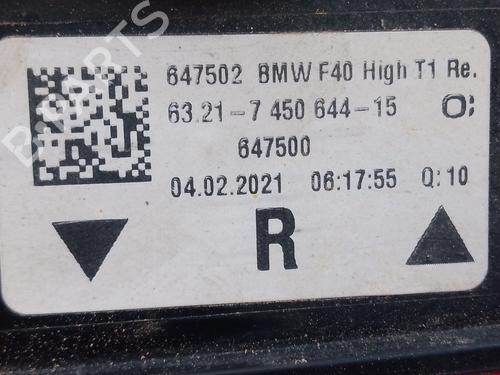 647502 BMW F40 High T1 Re.
63.21-7 450 644-15 O:
647500
04.02.2021 06:17:55 Q: 10
R
B-PARTS